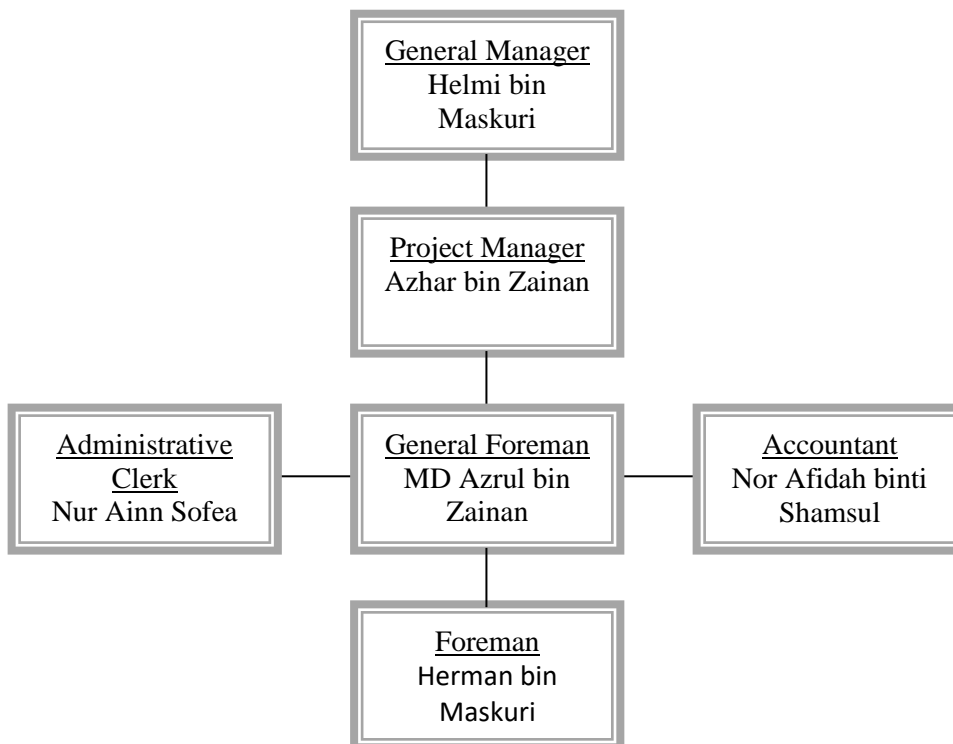 General Manager
Helmi bin
Maskuri
Project Manager
Azhar bin Zainan
Administrative
Clerk
Nur Ainn Sofea
General Foreman
MD Azrul bin
Zainan
Accountant
Nor Afidah binti
Shamsul
Foreman
Herman bin
Maskuri